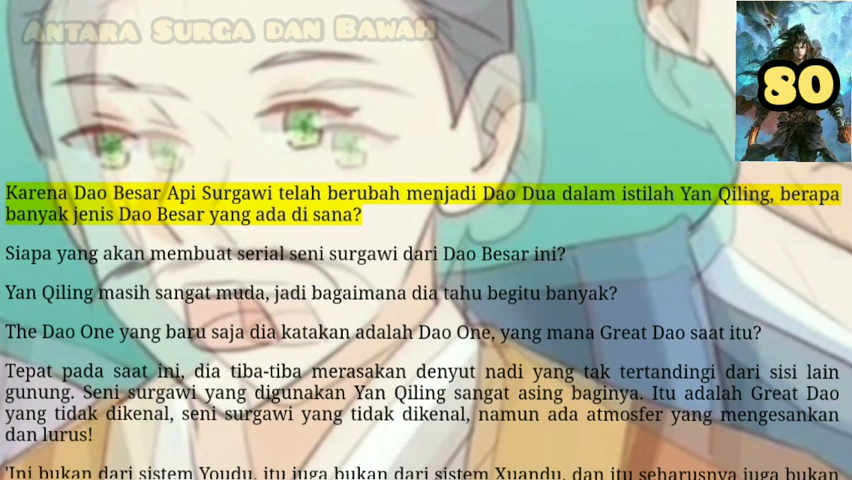 Antara Surga dan Bawah
80
Karena Dao Besar Api Surgawi telah berubah menjadi Dao Dua dalam istilah Yan Qiling, berapa
banyak jenis Dao Besar yang ada di sana?
Siapa yang akan membuat serial seni surgawi dari Dao Besar ini?
Yan Qiling masih sangat muda, jadi bagaimana dia tahu begitu banyak?
The Dao One yang baru saja dia katakan adalah Dao One, yang mana Great Dao saat itu?
Tepat pada saat ini, dia tiba-tiba merasakan denyut nadi yang tak tertandingi dari sisi lain
gunung. Seni surgawi yang digunakan Yan Qiling sangat asing baginya. Itu adalah Great Dao
yang tidak dikenal, seni surgawi yang tidak dikenal, namun ada atmosfer yang mengesankan
dan lurus!
'Ini bukan dari sistem Youdu, itu juga bukan dari sistem Xuandu, dan itu seharusnya juga bukan